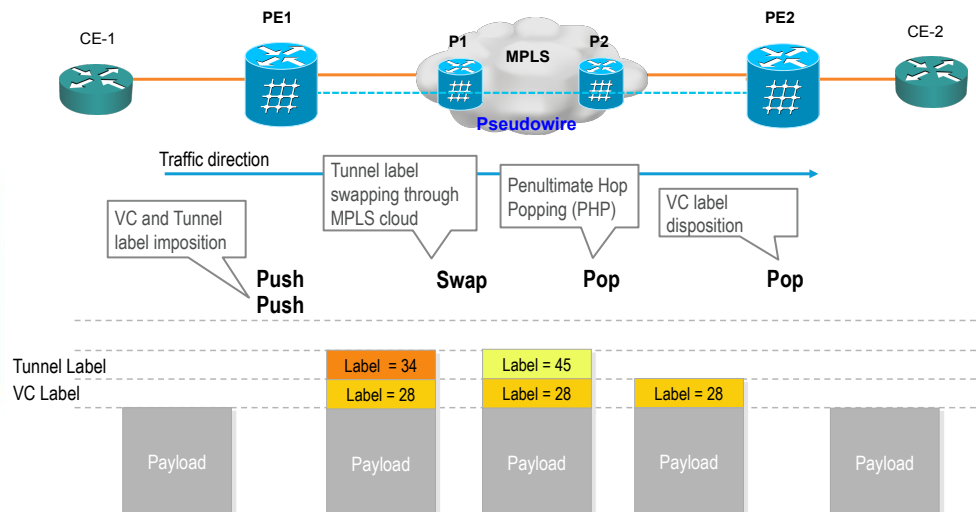 CE-1
PE1
P1
MPLS
P2
PE2
CE-2
Pseudowire
Traffic direction
VC and Tunnel
label imposition
Tunnel label
swapping through
MPLS cloud
Penultimate Hop
Popping (PHP)
VC label
disposition
Push
Push
Swap
Pop
Pop
Tunnel Label
Label = 34
Label = 45
VC Label
Label = 28
Label = 28
Label = 28
Payload
Payload
Payload
Payload
Payload